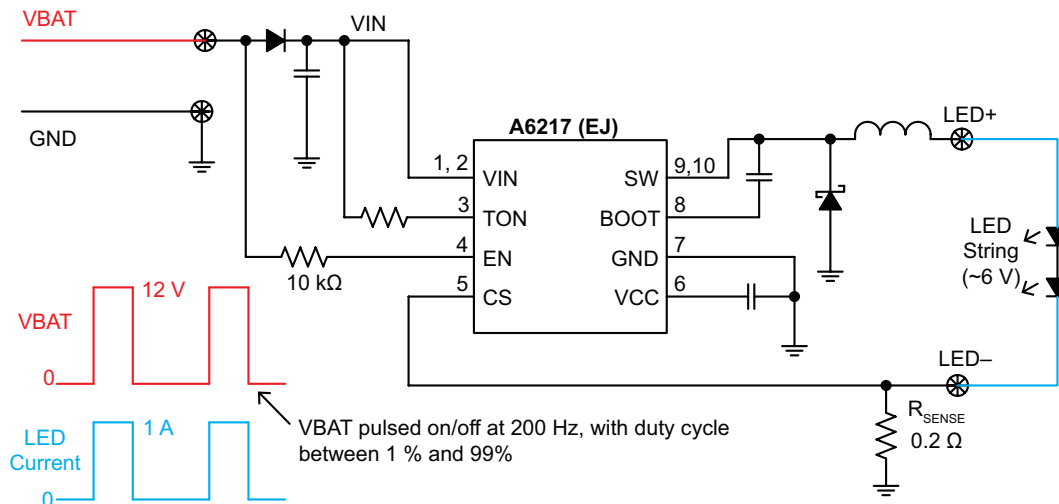 VBAT
VIN
GND
A6217 (EJ)
LED+
1, 2
VIN
SW
9,10
3
TON
BOOT
8
4
EN
GND
7
10 kΩ
5
CS
VCC
6
LED
String
(~6 V)
LED–
R SENSE
0.2 Ω
12 V
VBAT
0
1 A
LED
Current
0
VBAT pulsed on/off at 200 Hz, with duty cycle
between 1 % and 99%